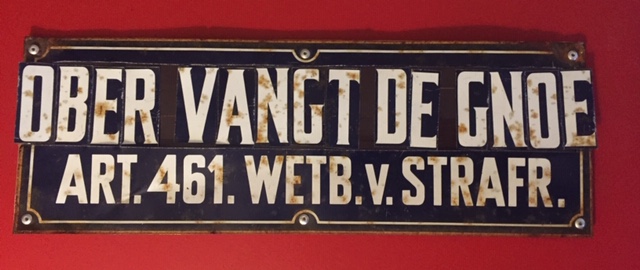 OBER VANGT DE GNOE
ART. 461. WETB. v. STRAFR.